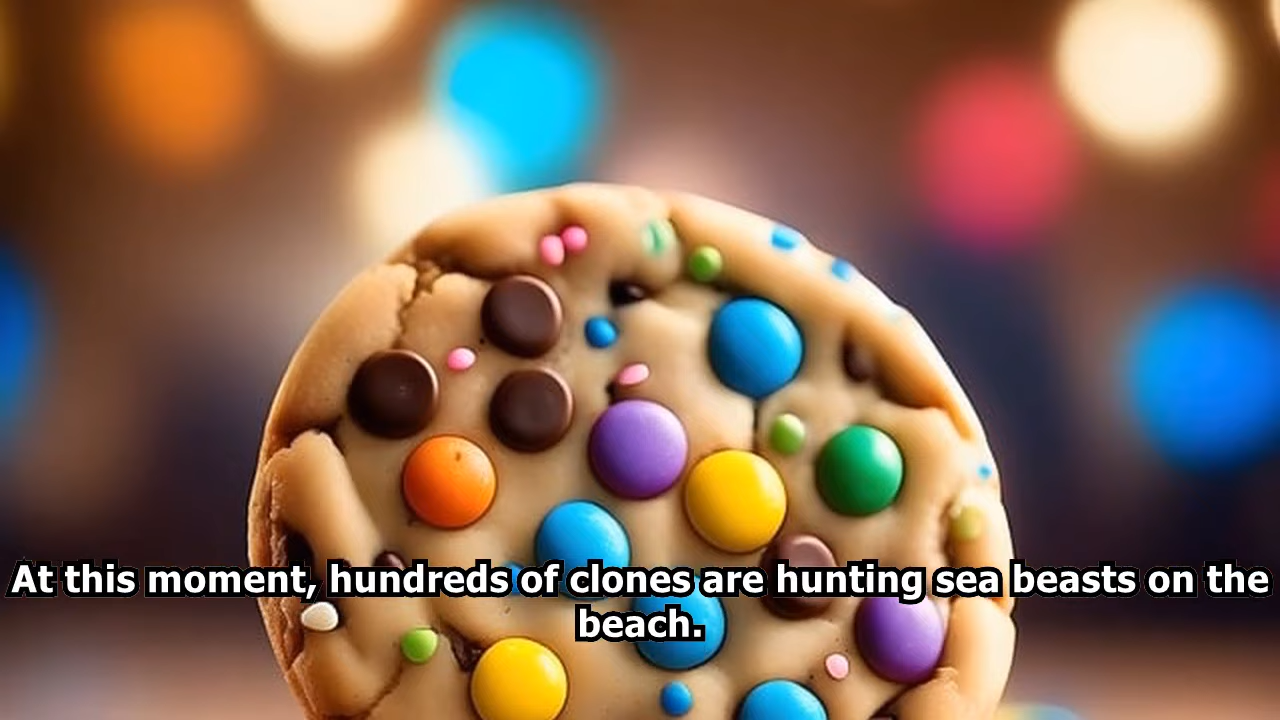 At this moment, hundreds of clones are hunting sea beasts on the
beach.